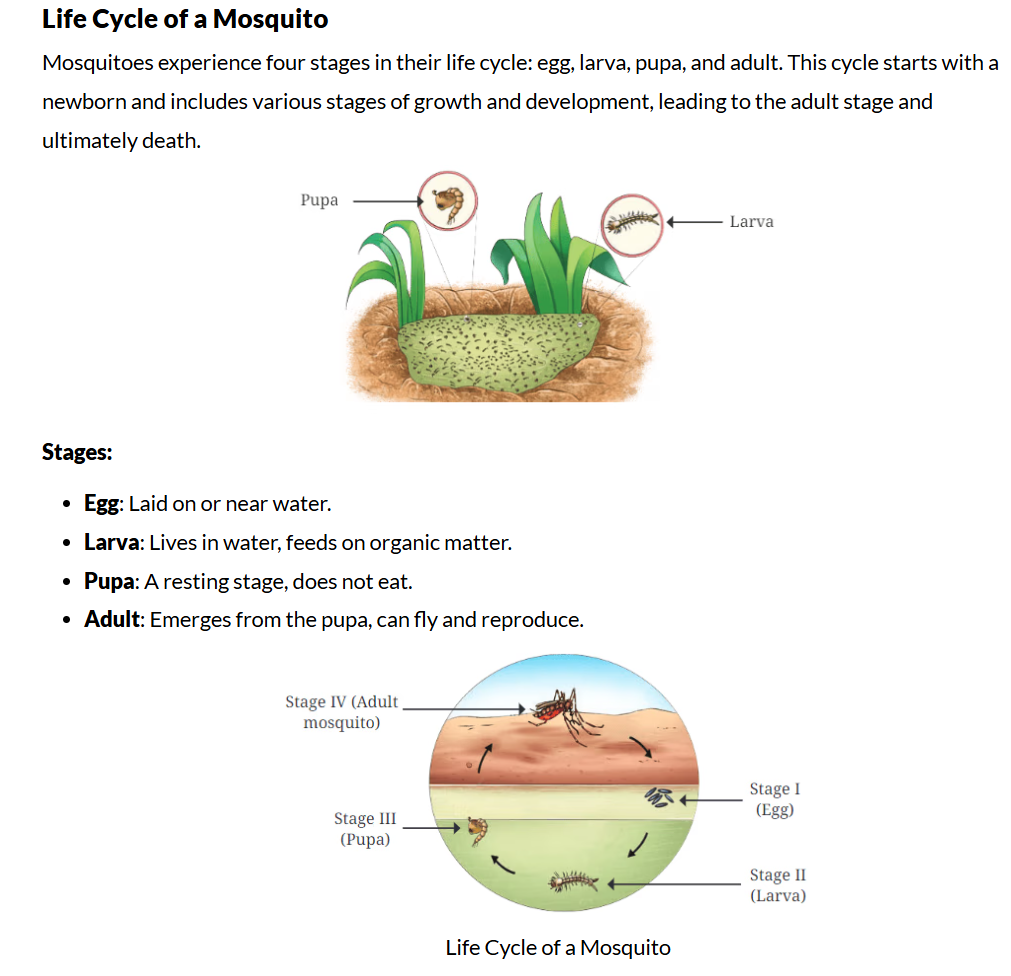 Life Cycle of a Mosquito
Mosquitoes experience four stages in their life cycle: egg, larva, pupa, and adult. This cycle starts with a
newborn and includes various stages of growth and development, leading to the adult stage and
ultimately death.
Pupa
Larva
Stages:
• Egg: Laid on or near water.
• Larva: Lives in water, feeds on organic matter.
• Pupa: A resting stage, does not eat.
• Adult: Emerges from the pupa, can fly and reproduce.
Stage IV (Adult
mosquito)
Stage I
(Egg)
Stage III
(Pupa)
Stage II
(Larva)
Life Cycle of a Mosquito